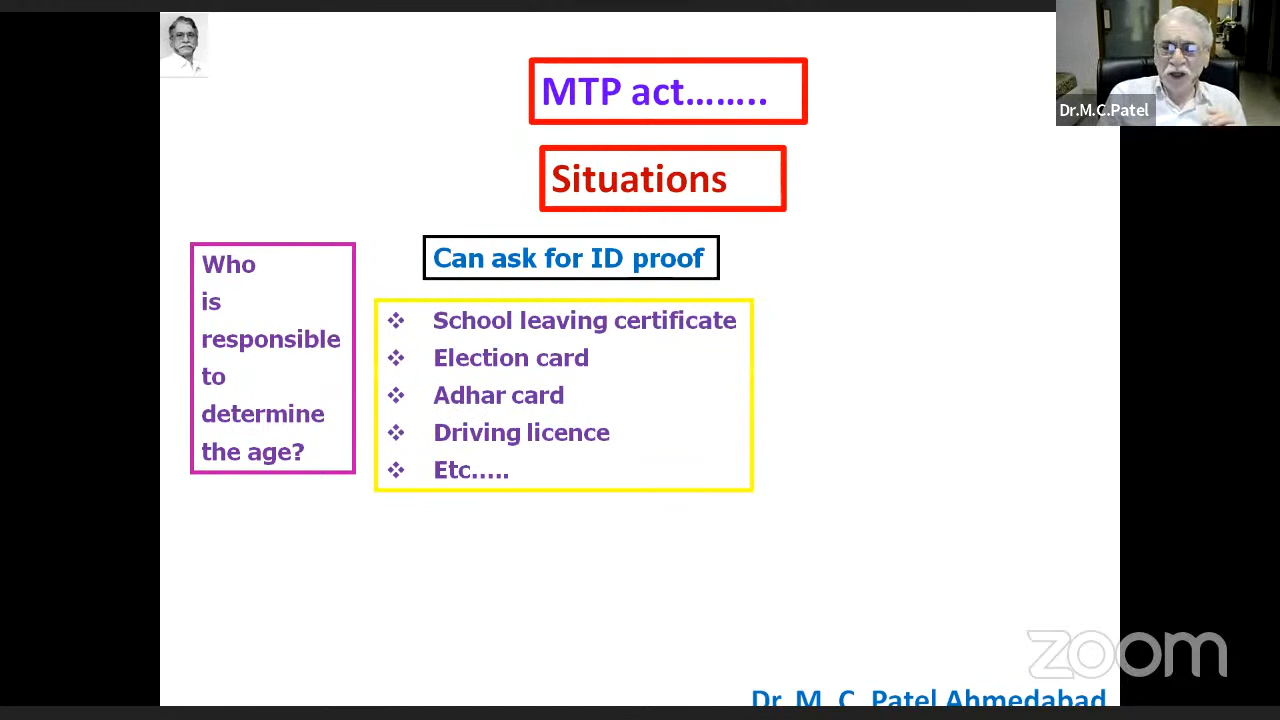 MTP act........
Dr.M.C.Patel
Situations
Can ask for ID proof
Who
is
responsible
to
determine
the age?
❖ School leaving certificate
❖ Election card
❖ Adhar card
❖ Driving licence
❖ Etc.....
zoom
Dr. M. C. Patel Ahmedabad